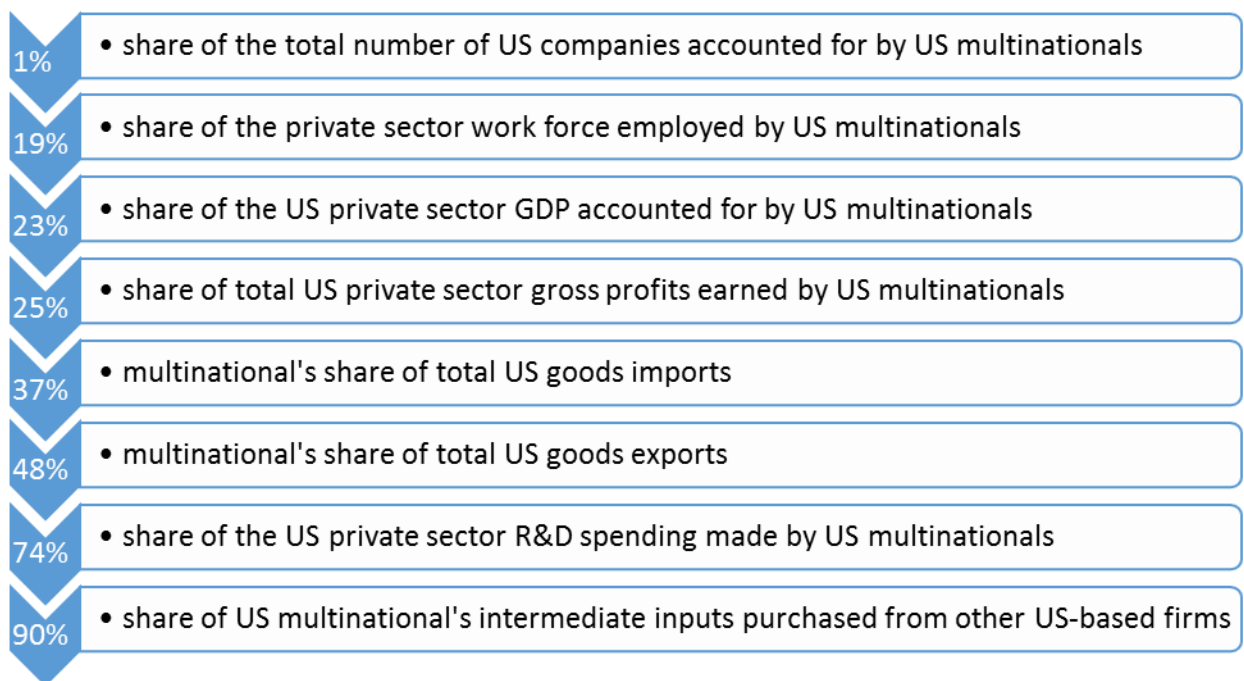 1%
• share of the total number of US companies accounted for by US multinationals
19%
• share of the private sector work force employed by US multinationals
23%
• share of the US private sector GDP accounted for by US multinationals
25%
• share of total US private sector gross profits earned by US multinationals
37%
• multinational's share of total US goods imports
48%
• multinational's share of total US goods exports
74%
• share of the US private sector R&D spending made by US multinationals
90%
• share of US multinational's intermediate inputs purchased from other US-based firms